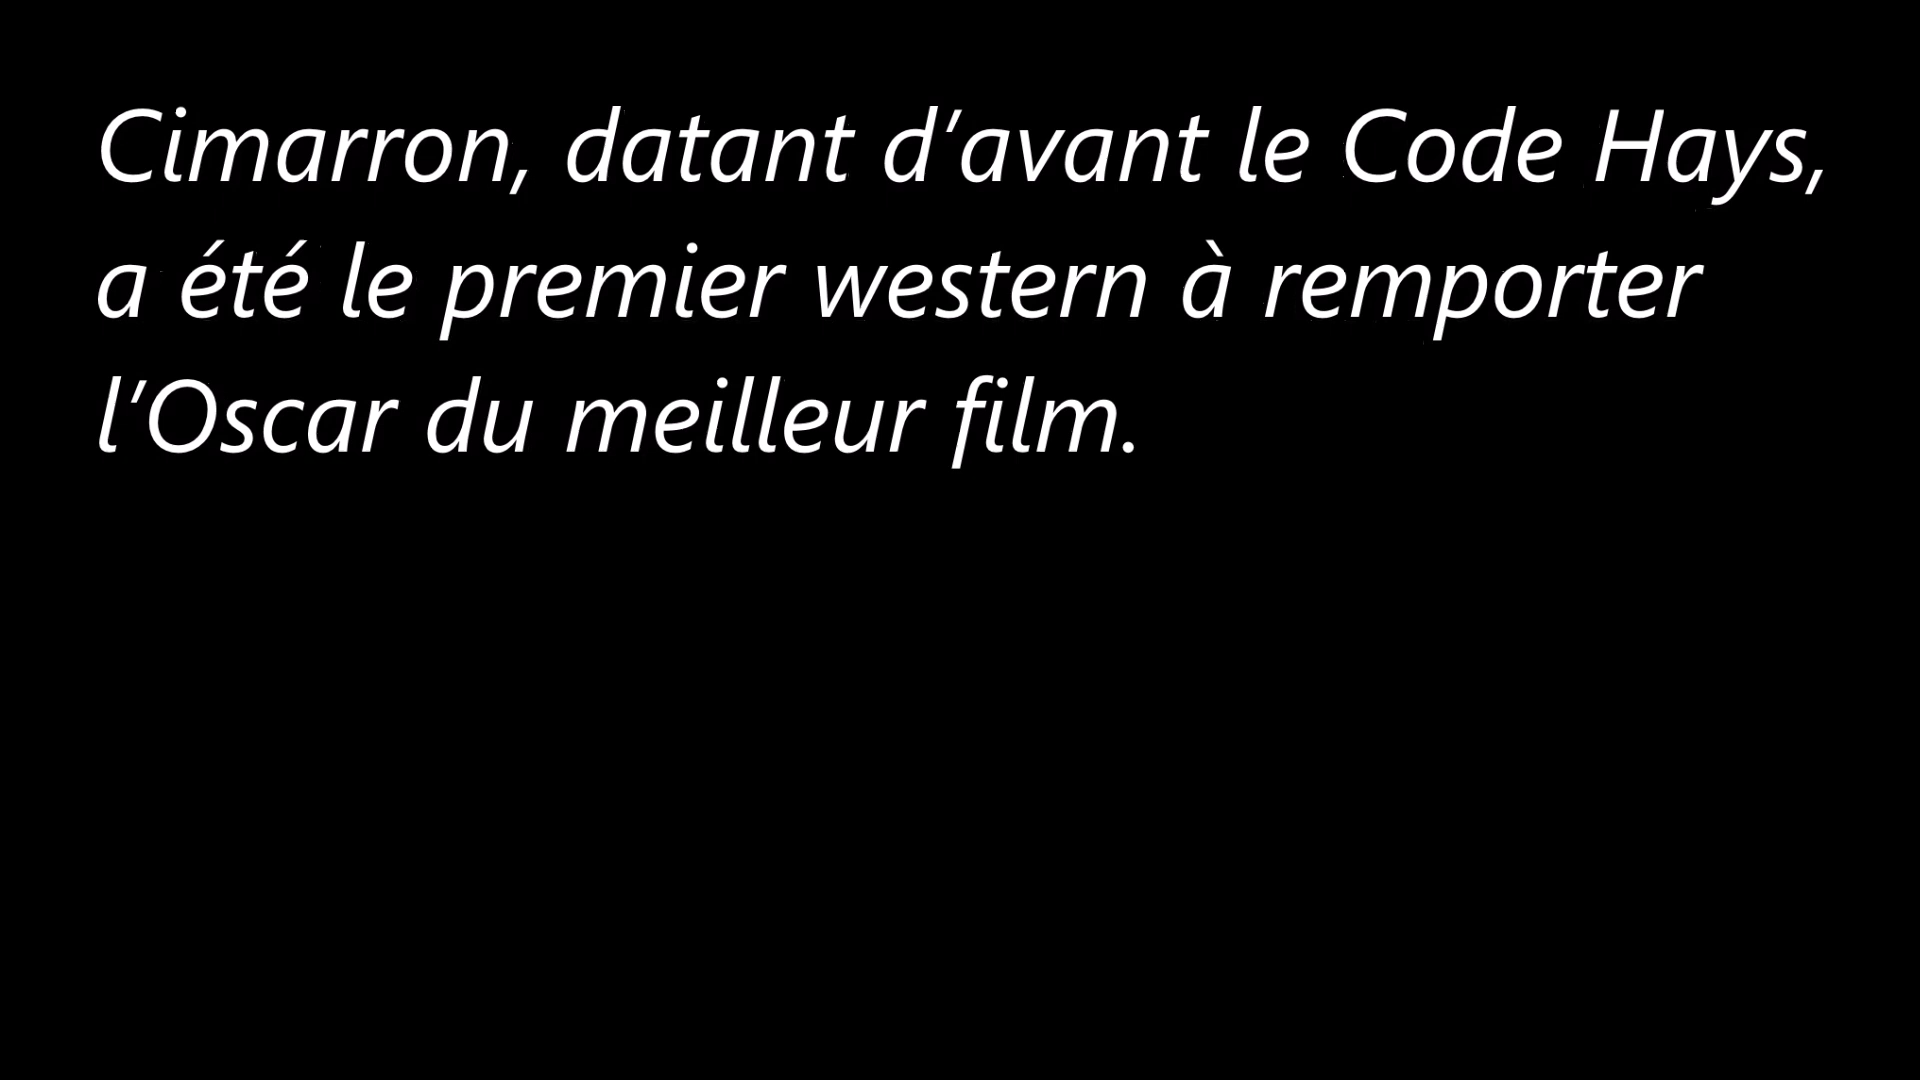 Cimarron, datant d’avant le Code Hays,
a été le premier western à remporter
l’Oscar du meilleur film.